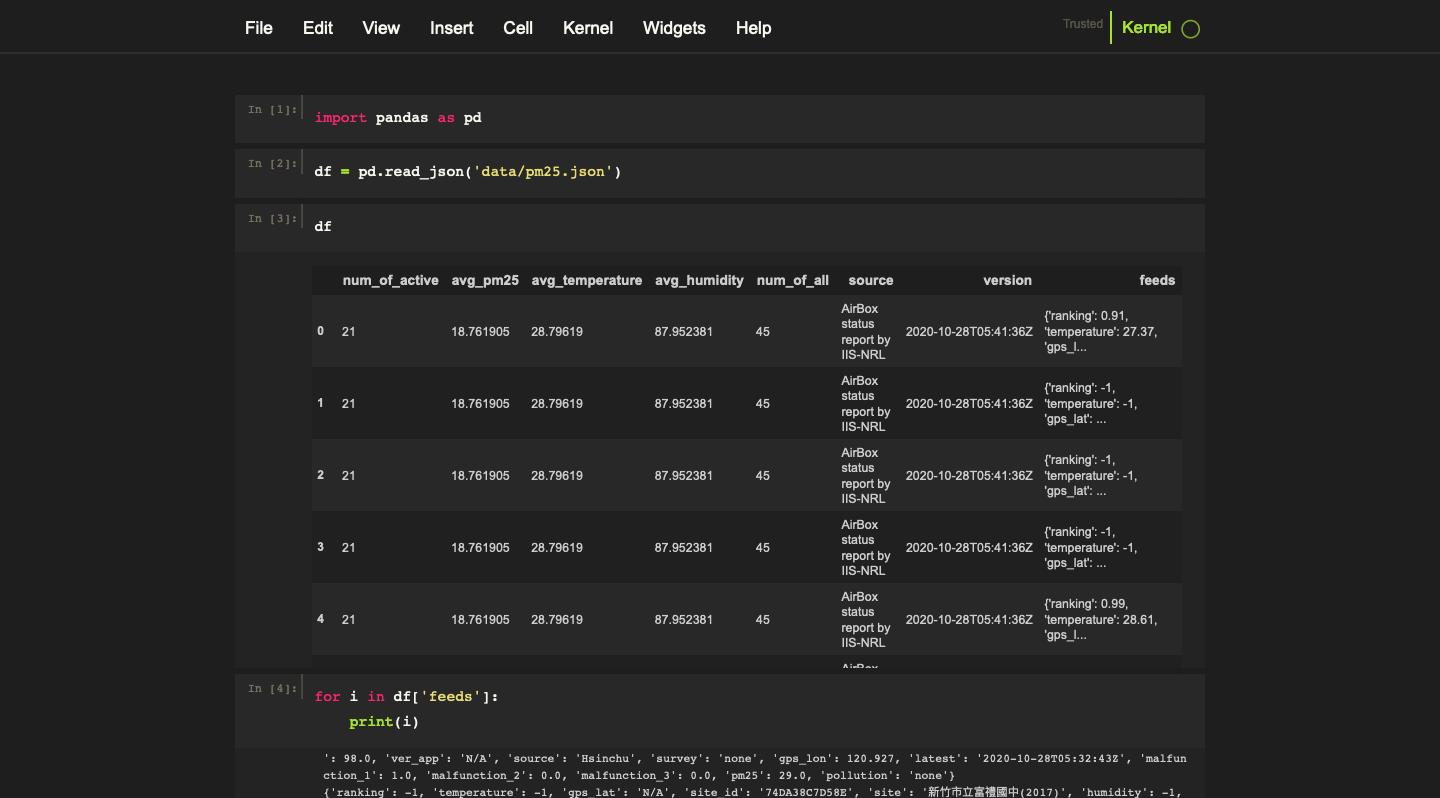 File Edit View Insert Cell Kernel Widgets Help Trusted Kernel
In [1]: import pandas as pd
In [2]: df = pd.read_json('data/pm25.json')
In [3]: df
num_of_active avg_pm25 avg_temperature avg_humidity num_of_all source version feeds
0 21 18.761905 28.79619 87.952381 45 AirBox status report by IIS-NRL 2020-10-28T05:41:36Z {'ranking': 0.91, 'temperature': 27.37, 'gps_l...
1 21 18.761905 28.79619 87.952381 45 AirBox status report by IIS-NRL 2020-10-28T05:41:36Z {'ranking': -1, 'temperature': -1, 'gps_lat': ...
2 21 18.761905 28.79619 87.952381 45 AirBox status report by IIS-NRL 2020-10-28T05:41:36Z {'ranking': -1, 'temperature': -1, 'gps_lat': ...
3 21 18.761905 28.79619 87.952381 45 AirBox status report by IIS-NRL 2020-10-28T05:41:36Z {'ranking': -1, 'temperature': -1, 'gps_lat': ...
4 21 18.761905 28.79619 87.952381 45 AirBox status report by IIS-NRL 2020-10-28T05:41:36Z {'ranking': 0.99, 'temperature': 28.61, 'gps_l...
AirBox
In [4]: for i in df['feeds']:
print(i)
': 98.0, 'ver_app': 'N/A', 'source': 'Hsinchu', 'survey': 'none', 'gps_lon': 120.927, 'latest': '2020-10-28T05:32:43Z', 'malfun
ction_1': 1.0, 'malfunction_2': 0.0, 'malfunction_3': 0.0, 'pm25': 29.0, 'pollution': 'none'}
{'ranking': -1, 'temperature': -1, 'gps_lat': 'N/A', 'site_id': '74DA38C7D58E', 'site': '新竹市立富禮國中(2017)', 'humidity': -1,